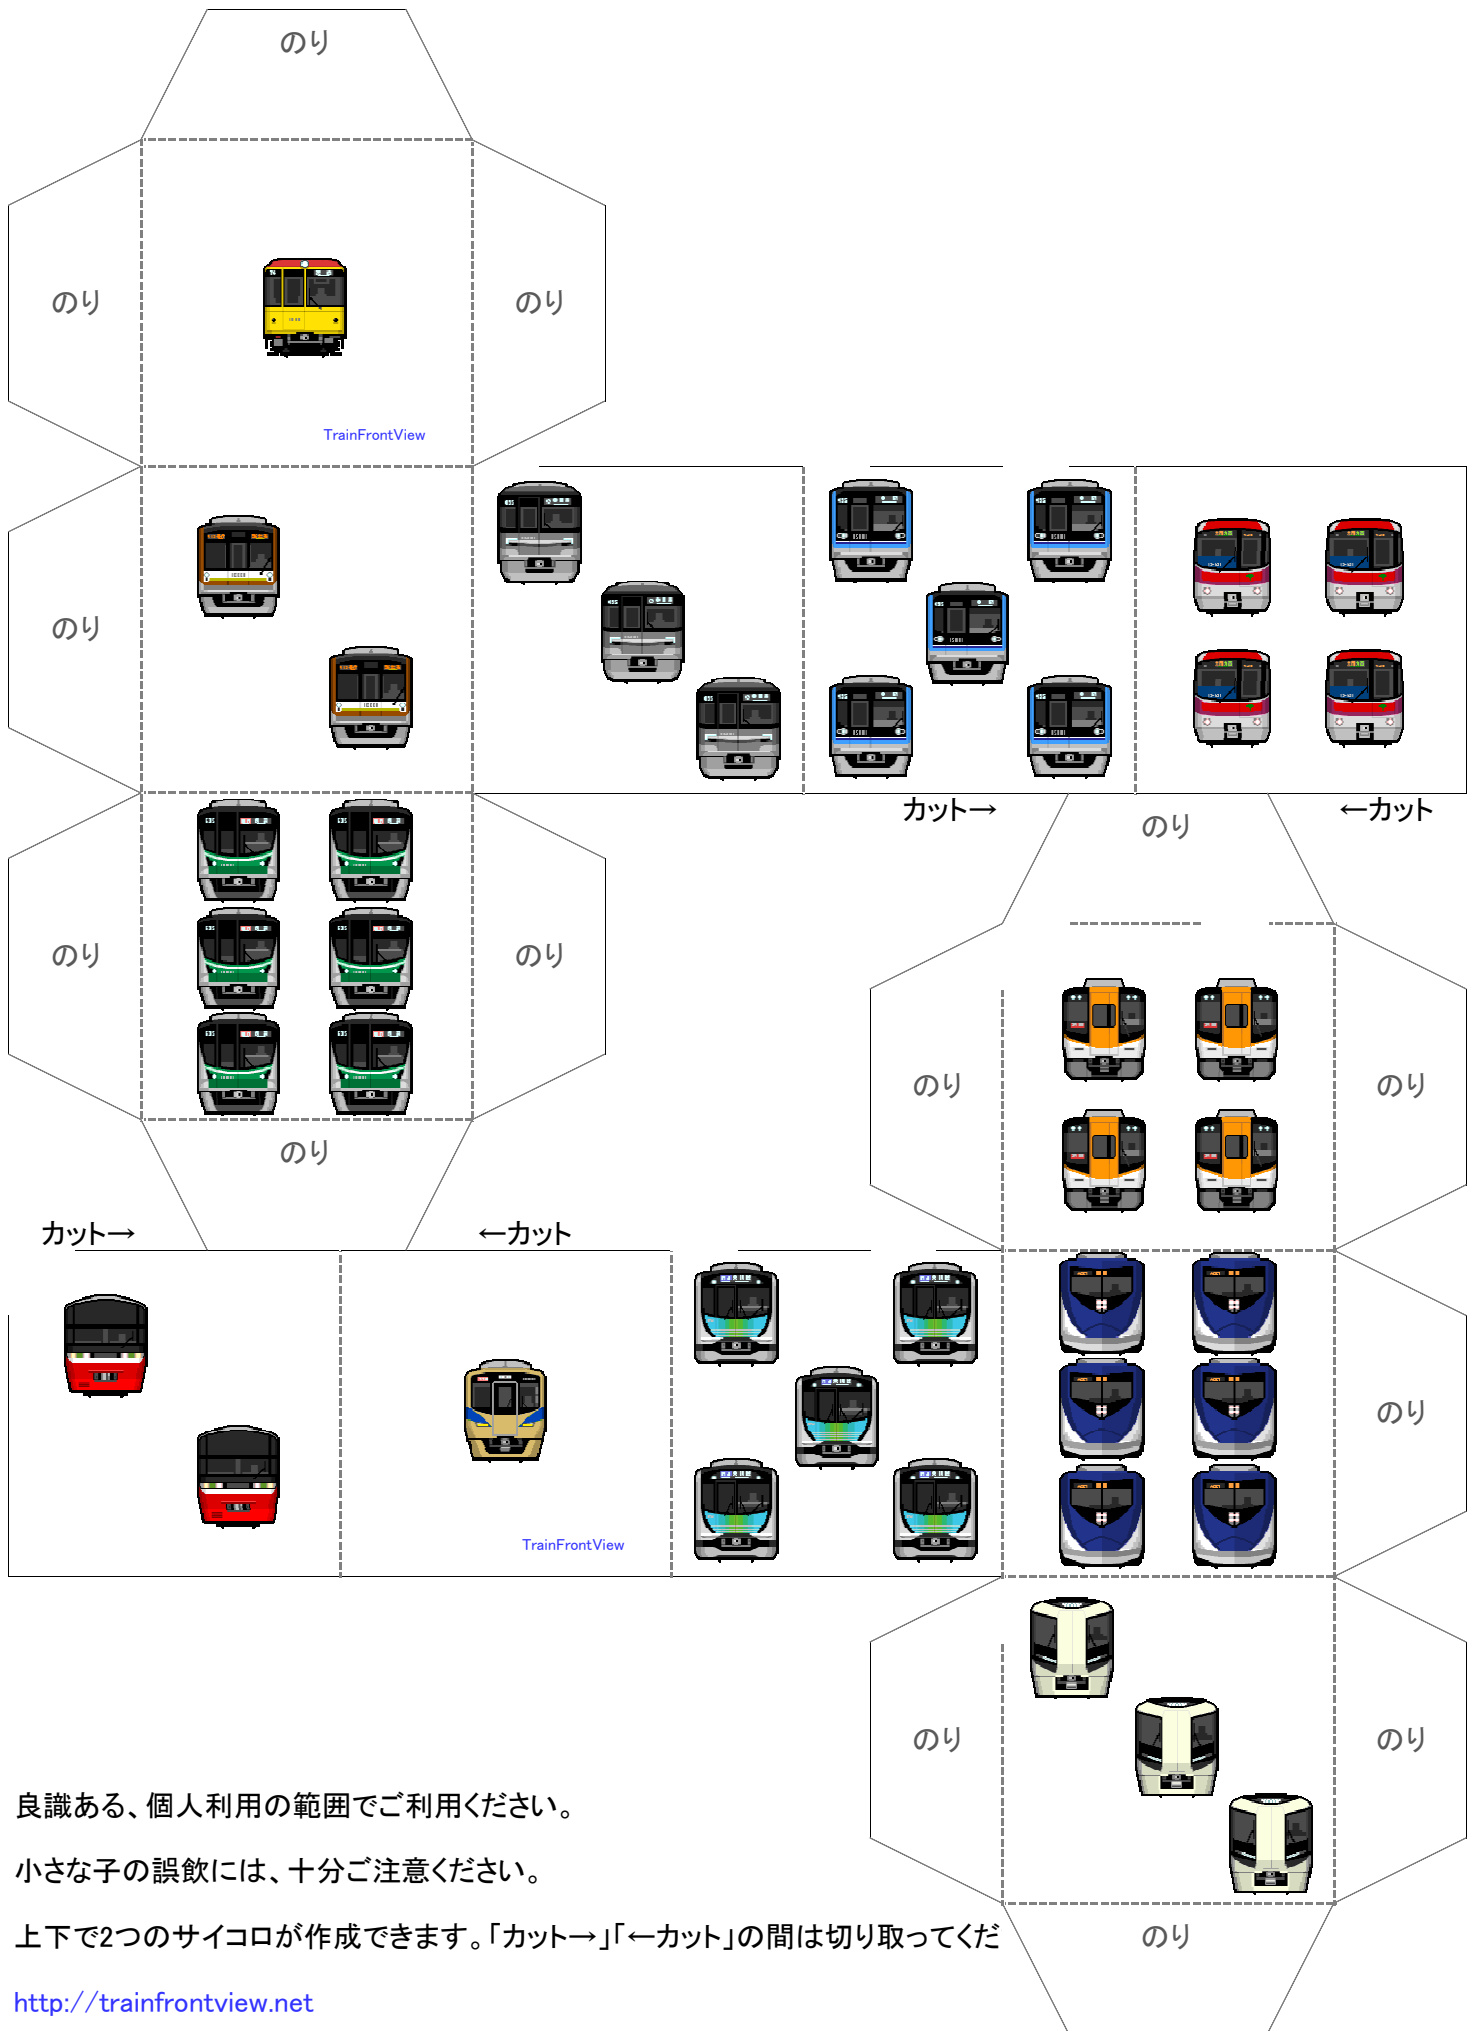 のり
のり
のり
TrainFrontView
のり
カット→
←カット
のり
のり
のり
のり
のり
のり
カット→
←カット
のり
TrainFrontView
のり
のり
良識ある、個人利用の範囲でご利用ください。
小さな子の誤飲には、十分ご注意ください。
上下で2つのサイコロが作成できます。「カット→」「←カット」の間は切り取ってくだ
のり
http://trainfrontview.net